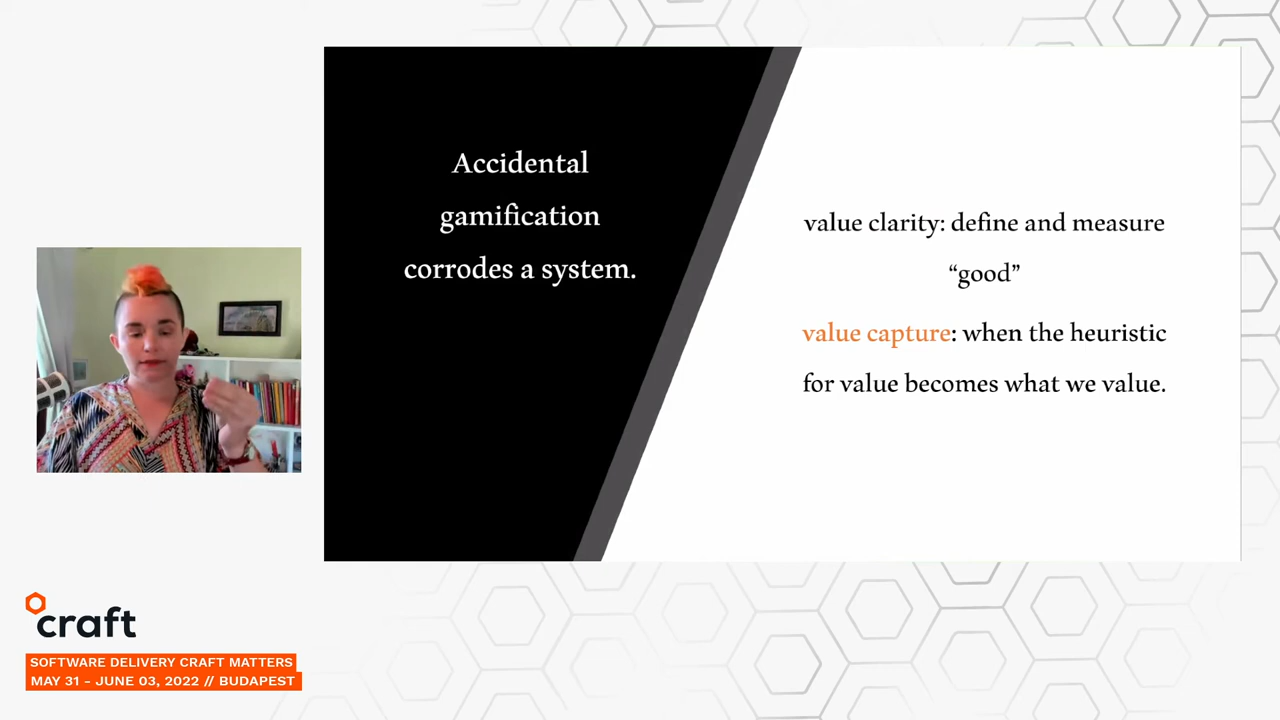 Accidental
gamification
corrodes a system.
value clarity: define and measure
“good”
value capture: when the heuristic
for value becomes what we value.
craft
SOFTWARE DELIVERY CRAFT MATTERS
MAY 31 - JUNE 03, 2022 // BUDAPEST